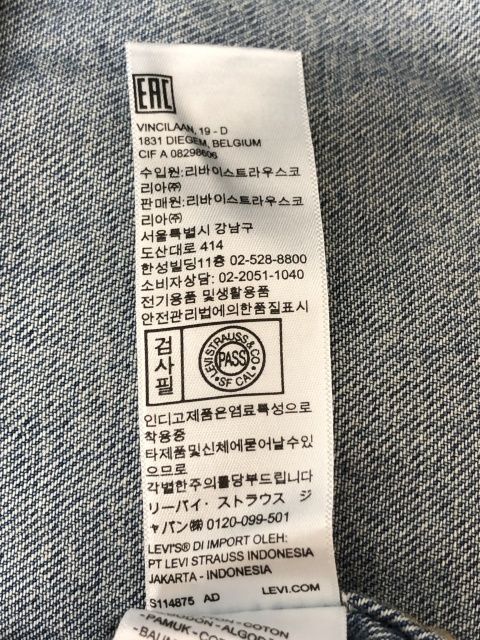 EAC
VINCILAAN, 19 - D
1831 DIEGEM, BELGIUM
CIF A 08298606
수입원:리바이스트라우스코
리아㈜
판매원:리바이스트라우스코
리아㈜
서울특별시 강남구
도산대로 414
한성빌딩11층 02-528-8800
소비자상담: 02-2051-1040
전기용품 및생활용품
안전관리법에의한품질표시
검사필
LEVI STRAUSS & CO
PASS
SF CAL
인디고제품은염료특성으로
착용중
타제품및신체에묻어날수있
으므로
각별한주의를당부드립니다
リーバイ・ストラウス ジ
ャパン㈱ 0120-099-501
LEVI'S® DI IMPORT OLEH:
PT LEVI STRAUSS INDONESIA
JAKARTA - INDONESIA
S114875 AD LEVI.COM
COTTON
PAMUK - COTTON